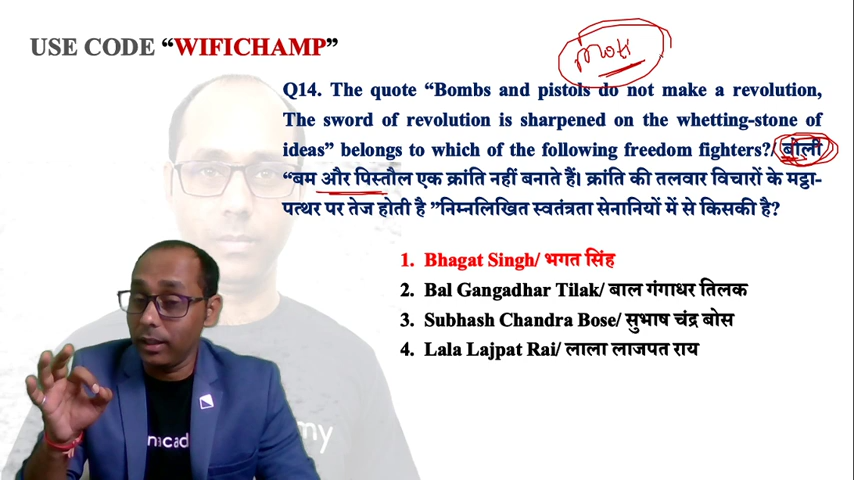 USE CODE “WIFICHAMP”
Q14. The quote “Bombs and pistols do not make a revolution,
The sword of revolution is sharpened on the whetting-stone of
ideas” belongs to which of the following freedom fighters?/ बोली
“बम और पिस्तौल एक क्रांति नहीं बनाते हैं। क्रांति की तलवार विचारों के मट्ठा-
पत्थर पर तेज होती है ”निम्नलिखित स्वतंत्रता सेनानियों में से किसकी है?
1. Bhagat Singh/ भगत सिंह
2. Bal Gangadhar Tilak/ बाल गंगाधर तिलक
3. Subhash Chandra Bose/ सुभाष चंद्र बोस
4. Lala Lajpat Rai/ लाला लाजपत राय
nacad
my